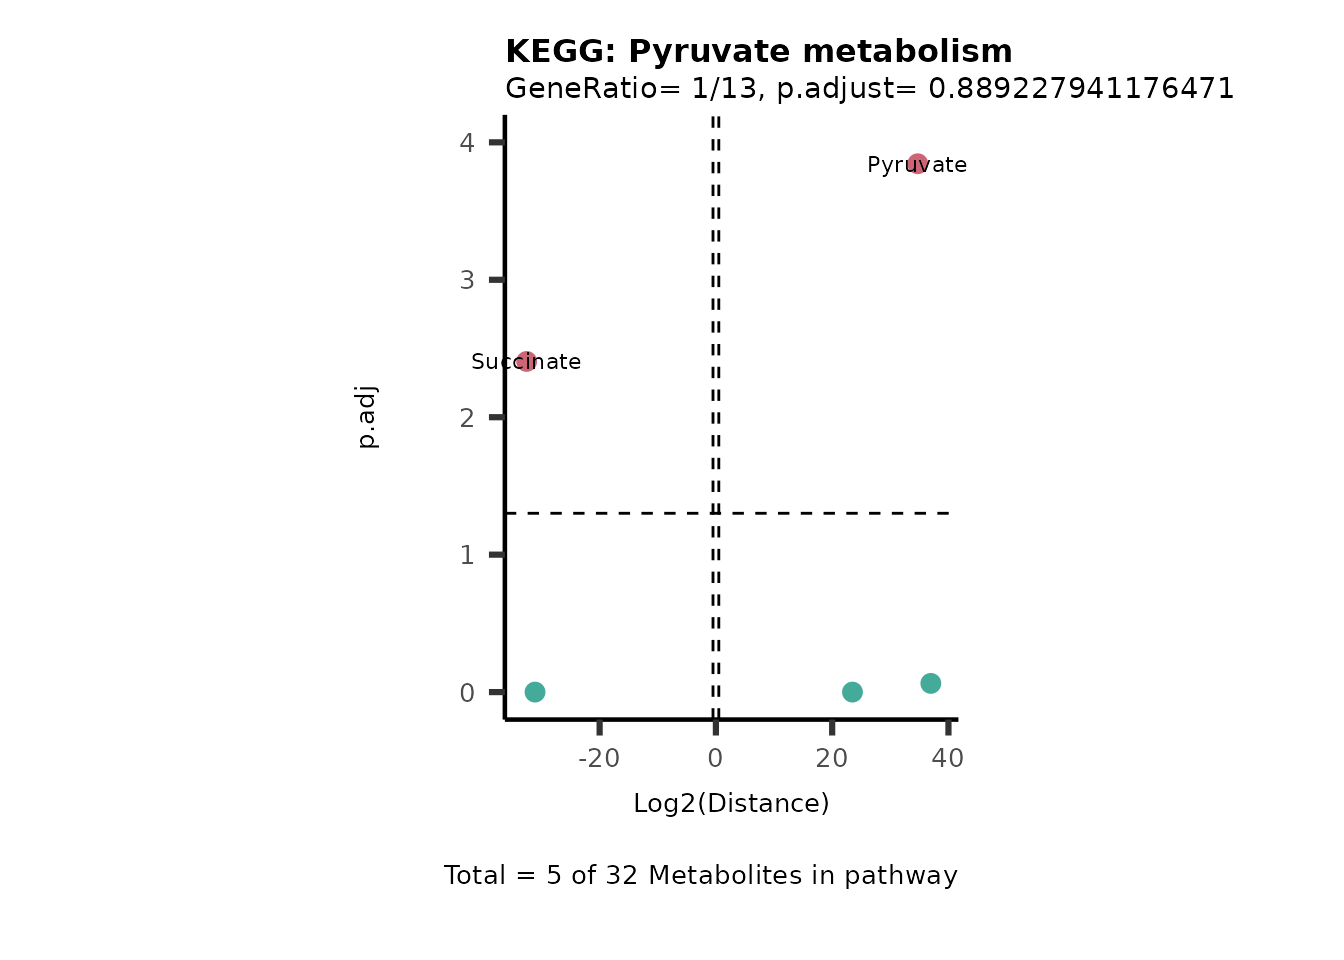 KEGG: Pyruvate metabolism
GeneRatio= 1/13, p.adjust= 0.889227941176471
4
Pyruvate
3
Succinate
p.adj
2
1
0
-20 0 20 40
Log2(Distance)
Total = 5 of 32 Metabolites in pathway